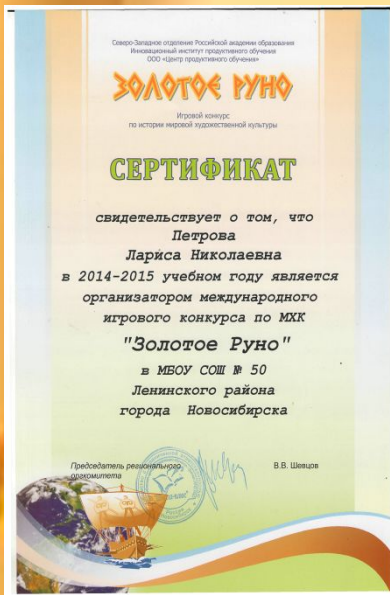 Северо-Западное отделение Российской академии образования
Инновационный институт продуктивного обучения
ООО «Центр продуктивного обучения»
ЗОЛОТОЕ РУНО
Игровой конкурс
по истории мировой художественной культуры
СЕРТИФИКАТ
свидетельствует о том, что
Петрова
Лариса Николаевна
в 2014-2015 учебном году является
организатором международного
игрового конкурса по МХК
"Золотое Руно"
в МБОУ СОШ № 50
Ленинского района
города Новосибирска
Председатель регионального
оргкомитета
В.В. Шевцов